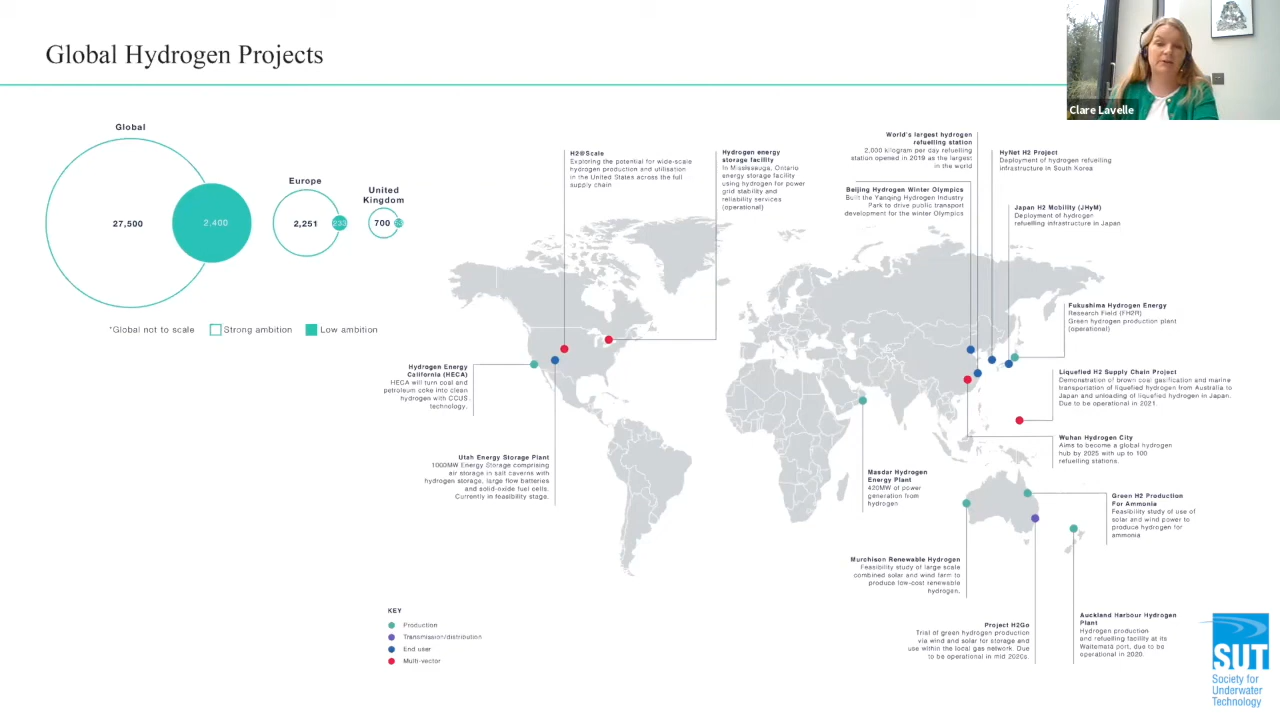 Global Hydrogen Projects
Clare Lavelle
Global
27,500
2,400
Europe
2,251
United
Kingdom
700
*Global not to scale
Strong ambition
Low ambition
H2@Scale
Exploring the potential for wide-scale
hydrogen production and utilisation
in the United States across the full
supply chain
Hydrogen energy
storage facility
In Mississauga, Ontario
energy storage facility
using hydrogen for power
grid stability and
reliability services
(operational)
World's largest hydrogen
refuelling station
2,000 kilogram per day refuelling
station opened in 2019 as the largest
in the world
Beijing Hydrogen Winter Olympics
Built the Yanqing Hydrogen Industry
Park to drive public transport
development for the winter Olympics
HyNet H2 Project
Deployment of hydrogen refuelling
infrastructure in South Korea
Japan H2 Mobility (JHyM)
Deployment of hydrogen
refuelling infrastructure in Japan
Fukushima Hydrogen Energy
Research Field (FH2R)
Green hydrogen production plant
(operational)
Hydrogen Energy
California (HECA)
HECA will turn coal and
petroleum coke into clean
hydrogen with CCUS
technology.
Liquefied H2 Supply Chain Project
Demonstration of brown coal gasification and marine
transportation of liquefied hydrogen from Australia to
Japan and unloading of liquefied hydrogen in Japan.
Due to be operational in 2021.
Wuhan Hydrogen City
Aims to become a global hydrogen
hub by 2025 with up to 100
refuelling stations.
Utah Energy Storage Plant
1000MW Energy Storage comprising
air storage in salt caverns with
hydrogen storage, large flow batteries
and solid-oxide fuel cells.
Currently in feasibility stage.
Masdar Hydrogen
Energy Plant
420MW of power
generation from
hydrogen
Green H2 Production
For Ammonia
Feasibility study of use of
solar and wind power to
produce hydrogen for
ammonia
Murchison Renewable Hydrogen
Feasibility study of large scale
combined solar and wind farm to
produce low-cost renewable
hydrogen.
Project H2Go
Trial of green hydrogen production
via wind and solar for storage and
use within the local gas network. Due
to be operational in mid 2020s.
Auckland Harbour Hydrogen
Plant
Hydrogen production
and refuelling facility at its
Waitemata port, due to be
operational in 2020.
KEY
Production
Transmission/distribution
End user
Multi-vector
SUT
Society for
Underwater
Technology